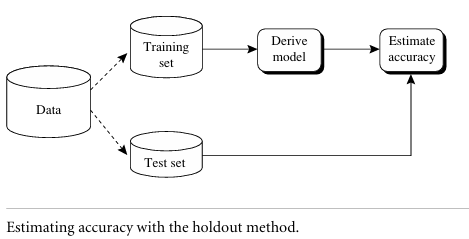 Training
set
Derive
model
Estimate
accuracy
Data
Test set
Estimating accuracy with the holdout method.